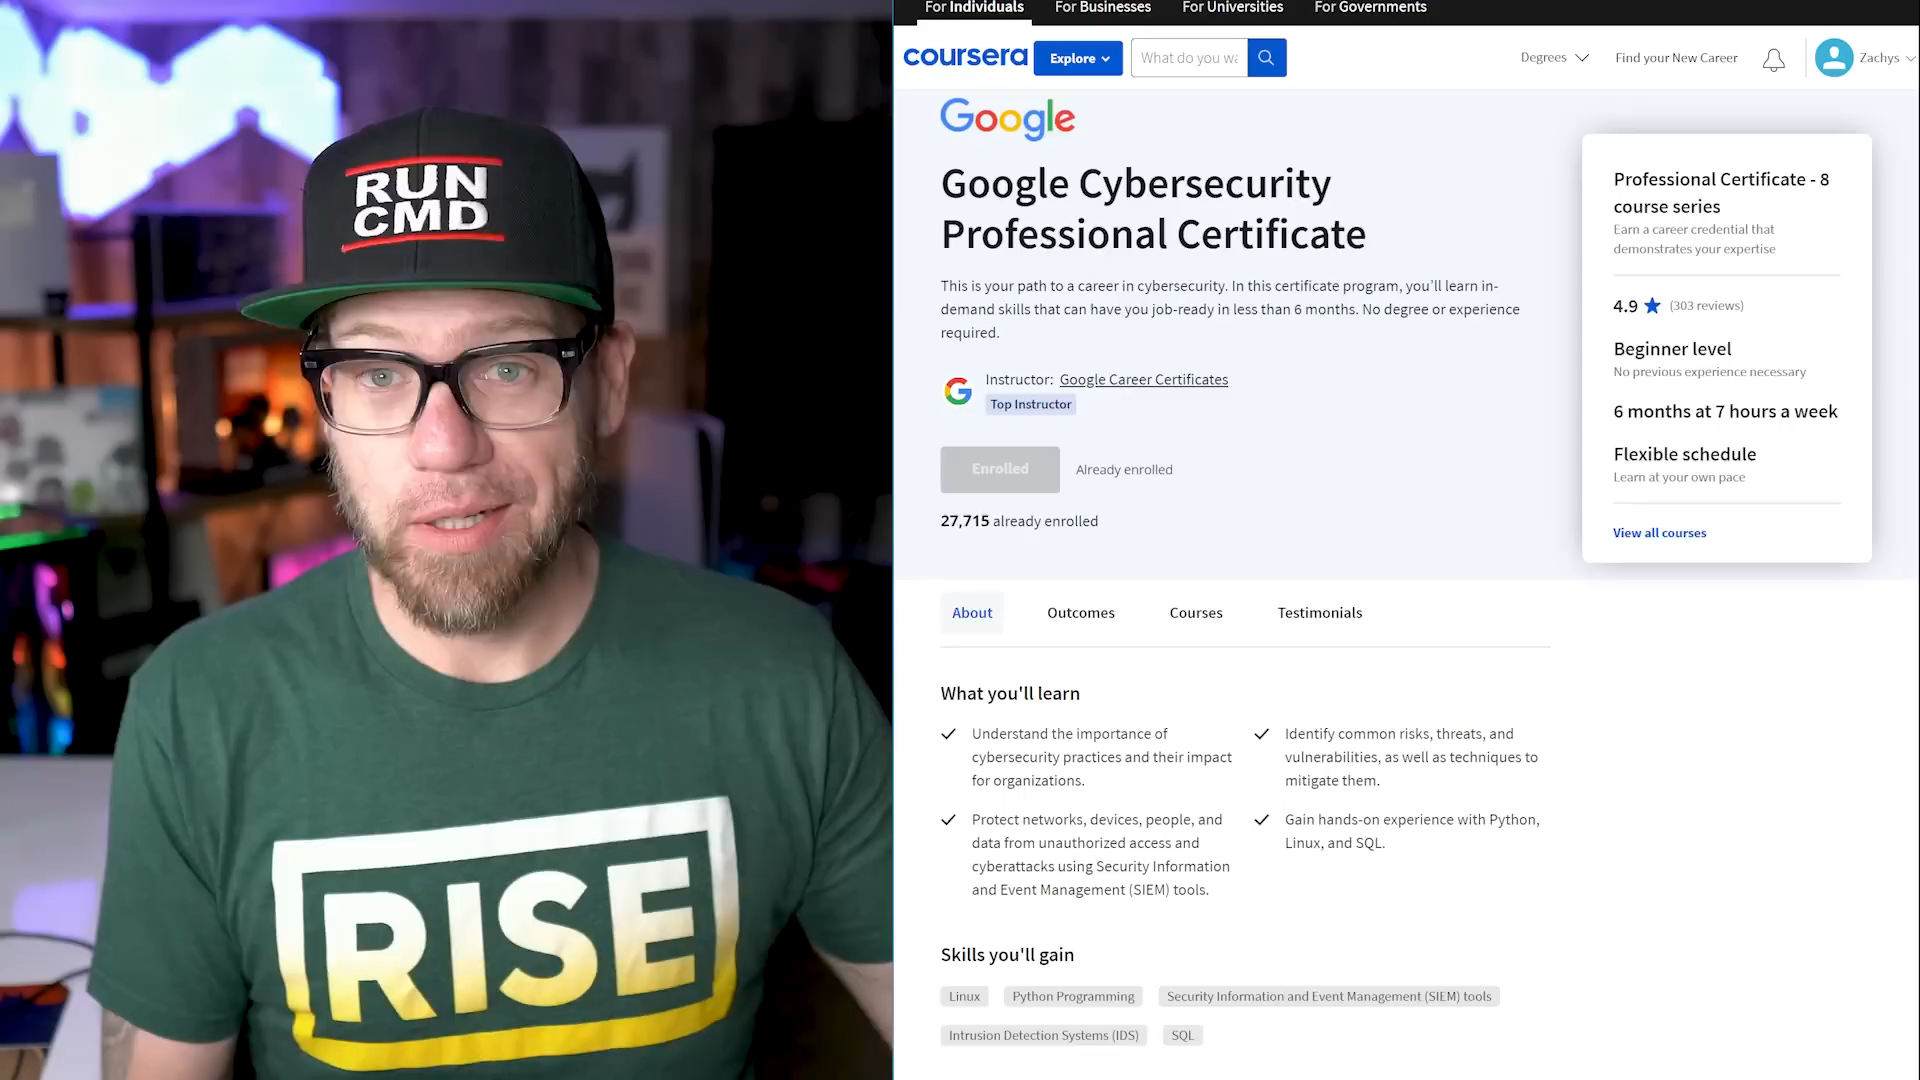 RUN
CMD
RISE
For Individuals For Businesses For Universities For Governments
coursera Explore What do you wa Degrees Find your New Career Zachys
Google
Google Cybersecurity
Professional Certificate
This is your path to a career in cybersecurity. In this certificate program, you'll learn in-
demand skills that can have you job-ready in less than 6 months. No degree or experience
required.
Instructor: Google Career Certificates
Top Instructor
Enrolled Already enrolled
27,715 already enrolled
Professional Certificate - 8
course series
Earn a career credential that
demonstrates your expertise
4.9 (303 reviews)
Beginner level
No previous experience necessary
6 months at 7 hours a week
Flexible schedule
Learn at your own pace
View all courses
About Outcomes Courses Testimonials
What you'll learn
Understand the importance of
cybersecurity practices and their impact
for organizations.
Identify common risks, threats, and
vulnerabilities, as well as techniques to
mitigate them.
Protect networks, devices, people, and
data from unauthorized access and
cyberattacks using Security Information
and Event Management (SIEM) tools.
Gain hands-on experience with Python,
Linux, and SQL.
Skills you'll gain
Linux Python Programming Security Information and Event Management (SIEM) tools
Intrusion Detection Systems (IDS) SQL